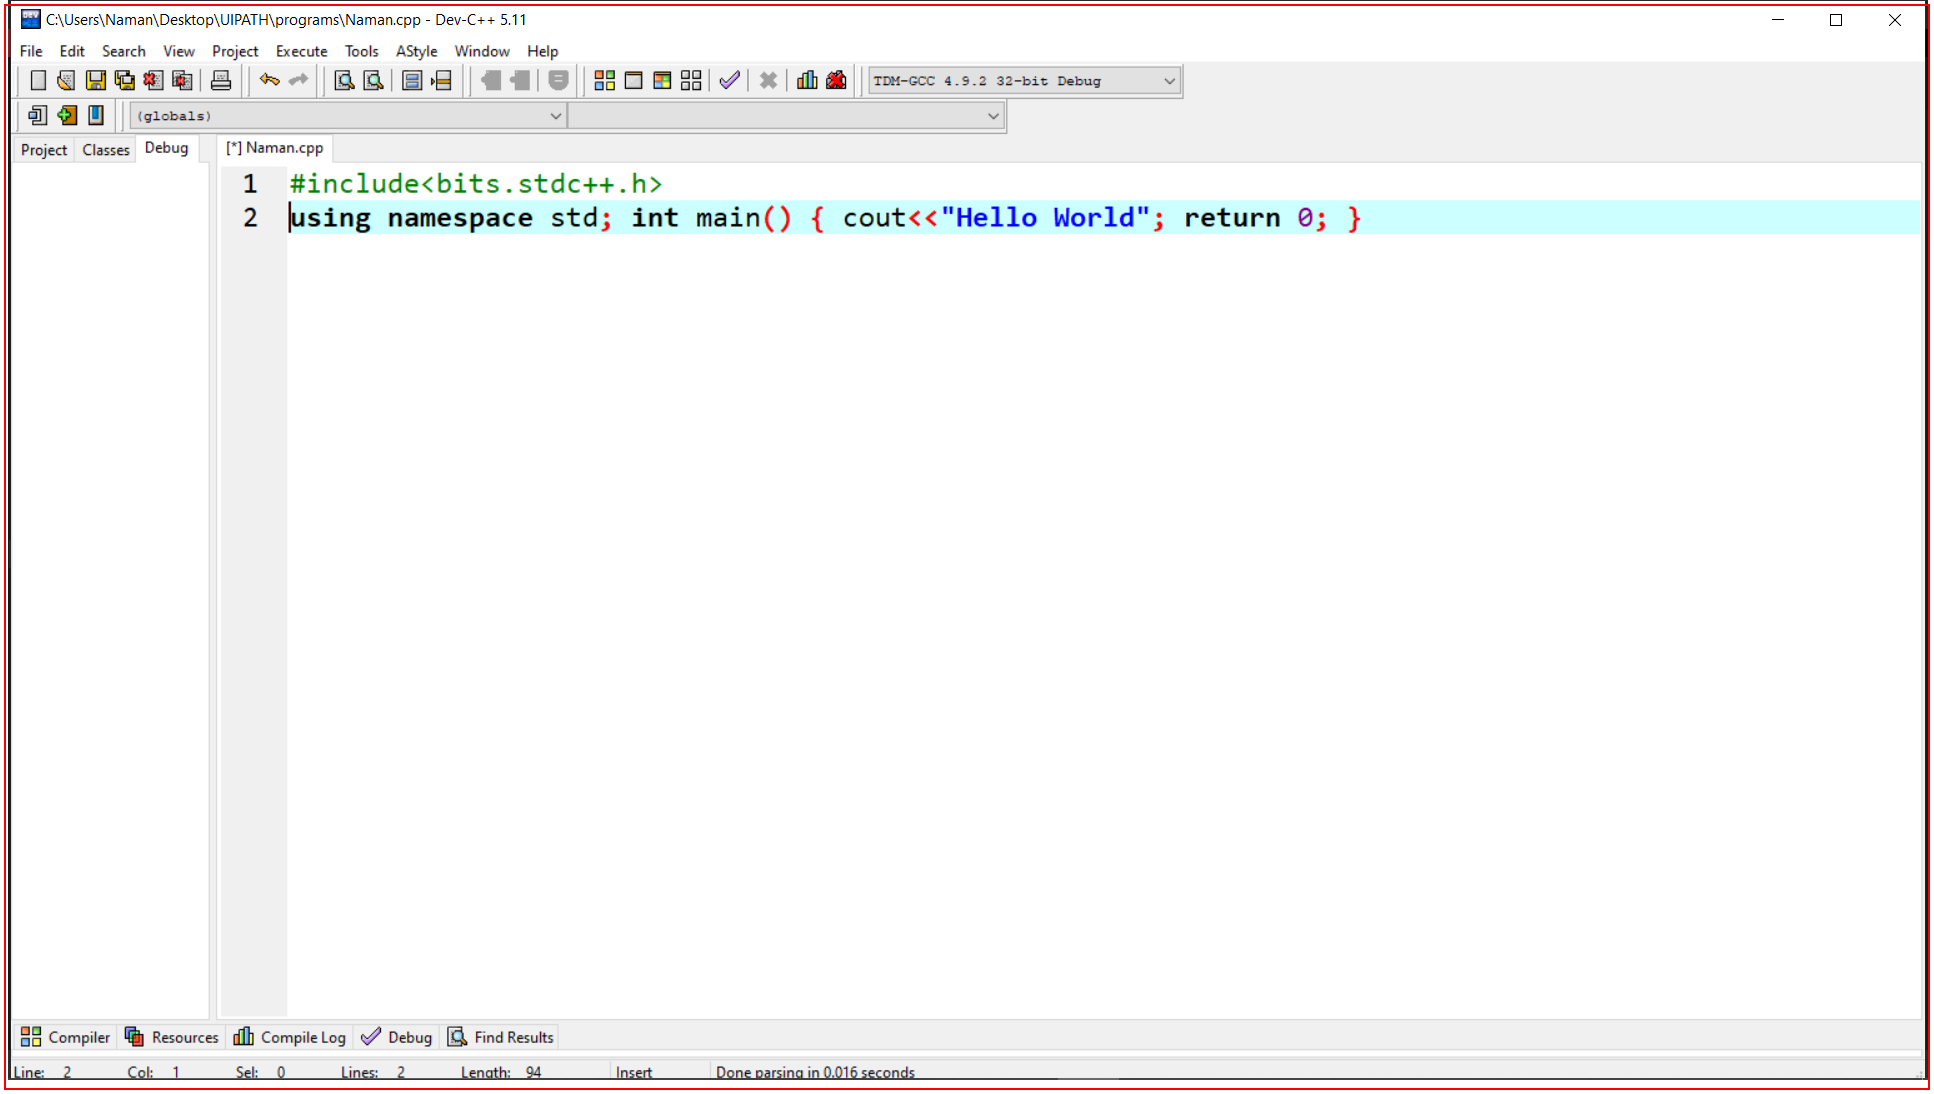 C:\Users\Naman\Desktop\UIPATH\programs\Naman.cpp - Dev-C++ 5.11
File Edit Search View Project Execute Tools AStyle Window Help
TDM-GCC 4.9.2 32-bit Debug
(globals)
Project Classes Debug [*] Naman.cpp
1 #include<bits.stdc++.h>
2 using namespace std; int main() { cout<<"Hello World"; return 0; }
Compiler Resources Compile Log Debug Find Results
Line: 2 Col: 1 Sel: 0 Lines: 2 Length: 94 Insert Done parsing in 0.016 seconds